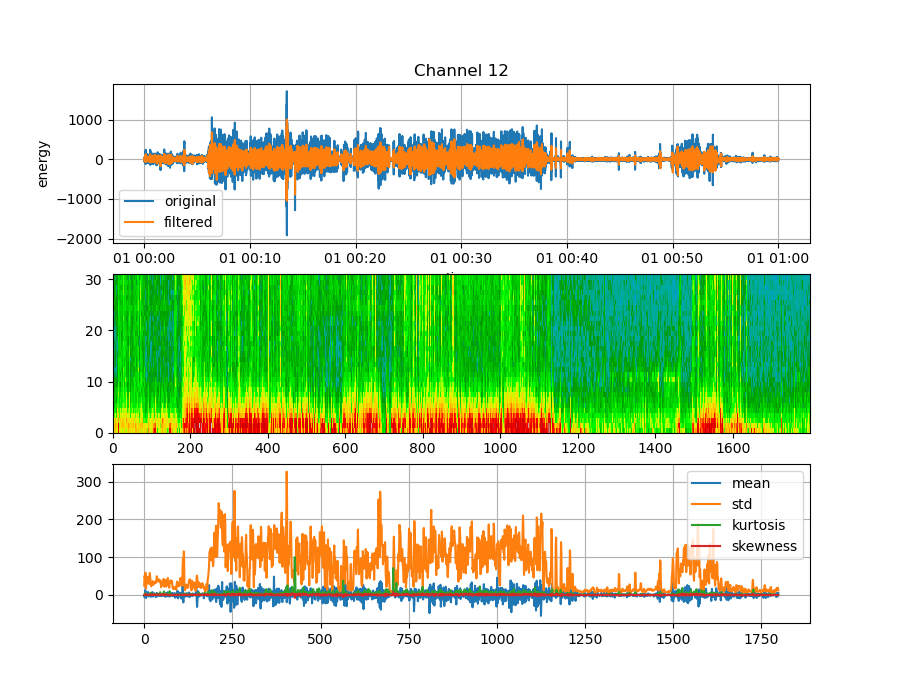 Channel 12
energy
1000
0
−1000
−2000
original
filtered
01 00:00 01 00:10 01 00:20 01 00:30 01 00:40 01 00:50 01 01:00
30
20
10
0
0 200 400 600 800 1000 1200 1400 1600
300
200
100
0
mean
std
kurtosis
skewness
0 250 500 750 1000 1250 1500 1750